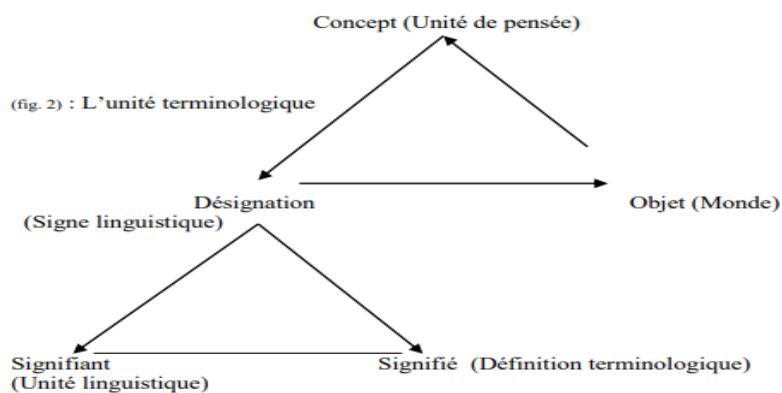 Concept (Unité de pensée)
(fig. 2) : L'unité terminologique
Désignation
Objet (Monde)
(Signe linguistique)
Signifiant
Signifié (Définition terminologique)
(Unité linguistique)